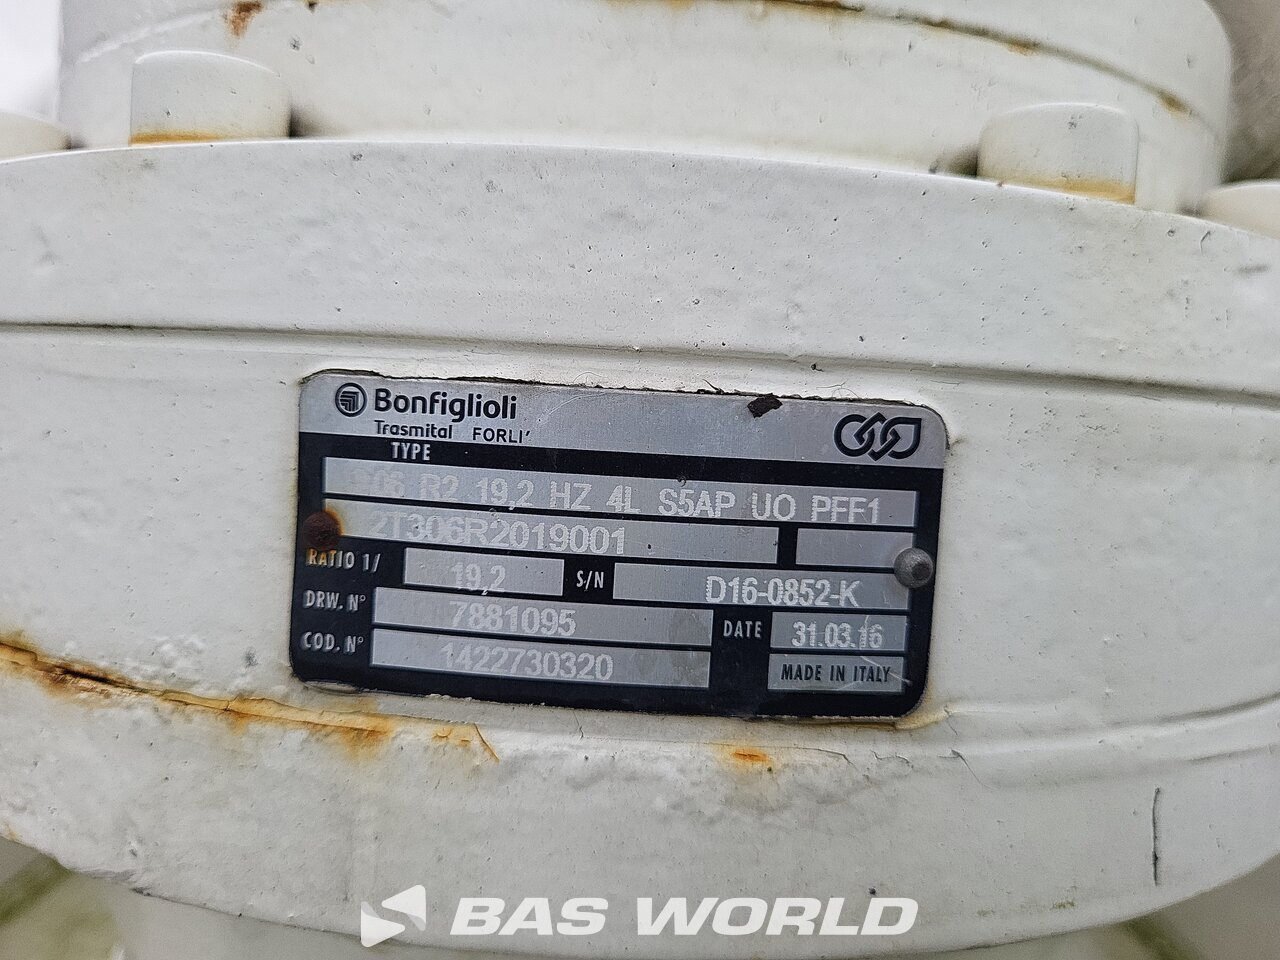 Bonfiglioli
Trasmital FORLI'
TYPE
306 R2 19,2 HZ 4L S5AP UO PFF1
2T306R2019001
RATIO 1/ 19,2 S/N D16-0852-K
DRW. N° 7881095 DATE 31.03.16
COD. N° 1422730320 MADE IN ITALY
BAS WORLD